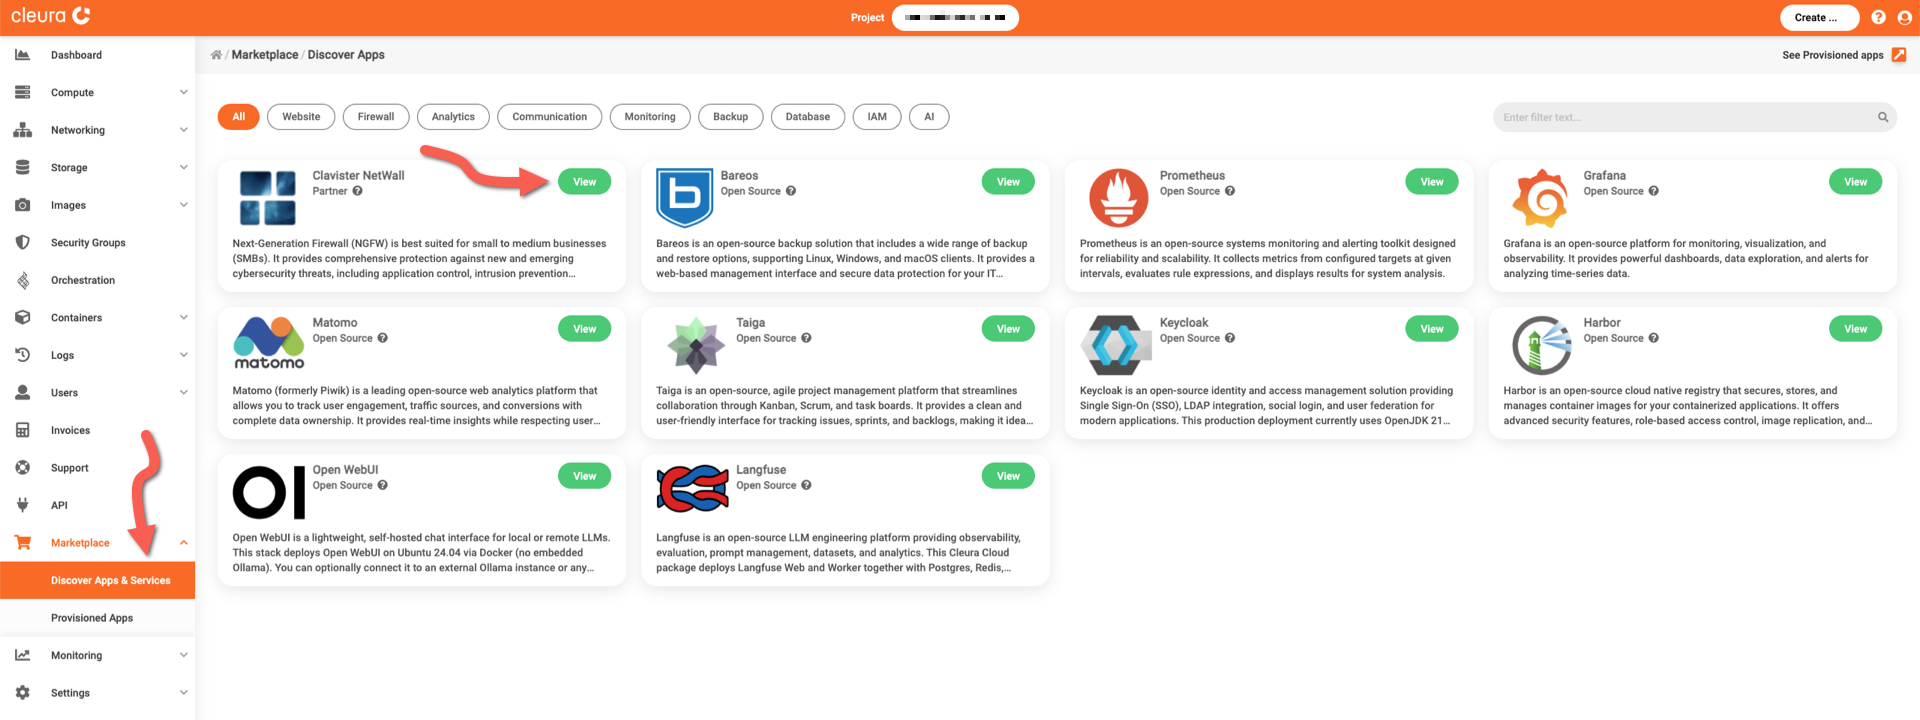 cleura
Project
Create ...
Dashboard
Compute
Networking
Storage
Images
Security Groups
Orchestration
Containers
Logs
Users
Invoices
Support
API
Marketplace
Discover Apps & Services
Provisioned Apps
Monitoring
Settings
/ Marketplace / Discover Apps
See Provisioned apps
All
Website
Firewall
Analytics
Communication
Monitoring
Backup
Database
IAM
AI
Enter filter text...
Clavister NetWall
Partner
View
Next-Generation Firewall (NGFW) is best suited for small to medium businesses
(SMBs). It provides comprehensive protection against new and emerging
cybersecurity threats, including application control, intrusion prevention...
Bareos
Open Source
View
Bareos is an open-source backup solution that includes a wide range of backup
and restore options, supporting Linux, Windows, and macOS clients. It provides a
web-based management interface and secure data protection for your IT...
Prometheus
Open Source
View
Prometheus is an open-source systems monitoring and alerting toolkit designed
for reliability and scalability. It collects metrics from configured targets at given
intervals, evaluates rule expressions, and displays results for system analysis.
Grafana
Open Source
View
Grafana is an open-source platform for monitoring, visualization, and
observability. It provides powerful dashboards, data exploration, and alerts for
analyzing time-series data.
matomo
Matomo
Open Source
View
Matomo (formerly Piwik) is a leading open-source web analytics platform that
allows you to track user engagement, traffic sources, and conversions with
complete data ownership. It provides real-time insights while respecting user...
Taiga
Open Source
View
Taiga is an open-source, agile project management platform that streamlines
collaboration through Kanban, Scrum, and task boards. It provides a clean and
user-friendly interface for tracking issues, sprints, and backlogs, making it idea...
Keycloak
Open Source
View
Keycloak is an open-source identity and access management solution providing
Single Sign-On (SSO), LDAP integration, social login, and user federation for
modern applications. This production deployment currently uses OpenJDK 21...
Harbor
Open Source
View
Harbor is an open-source cloud native registry that secures, stores, and
manages container images for your containerized applications. It offers
advanced security features, role-based access control, image replication, and...
OI
Open WebUI
Open Source
View
Open WebUI is a lightweight, self-hosted chat interface for local or remote LLMs.
This stack deploys Open WebUI on Ubuntu 24.04 via Docker (no embedded
Ollama). You can optionally connect it to an external Ollama instance or any...
Langfuse
Open Source
View
Langfuse is an open-source LLM engineering platform providing observability,
evaluation, prompt management, datasets, and analytics. This Cleura Cloud
package deploys Langfuse Web and Worker together with Postgres, Redis,...